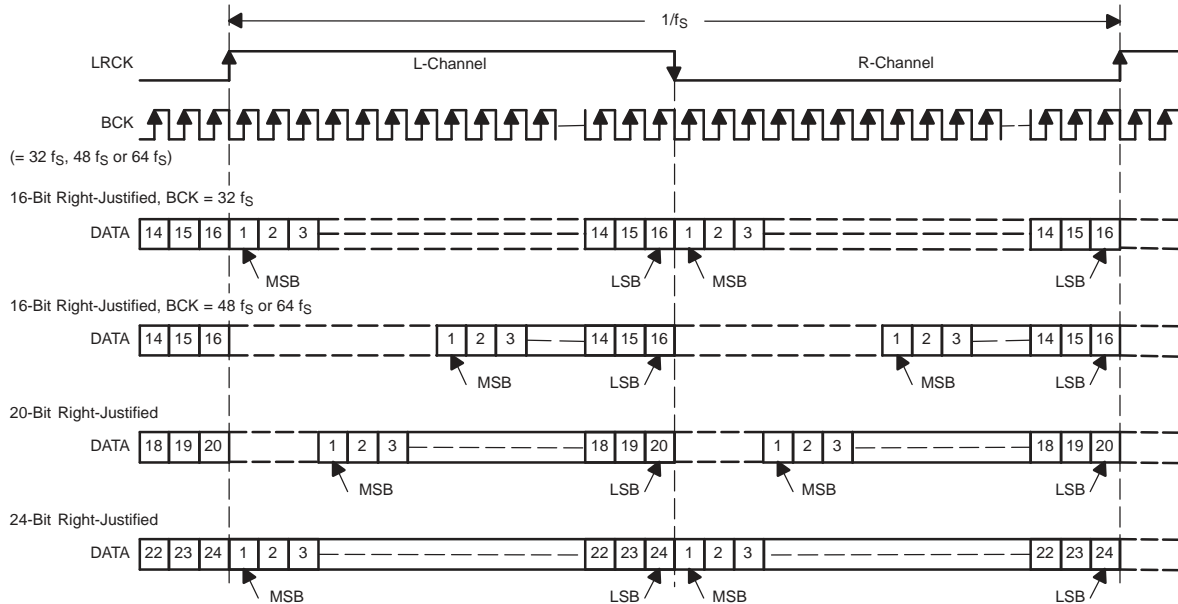 1/fS
LRCK L-Channel R-Channel
BCK
(= 32 fS, 48 fS or 64 fS)
16-Bit Right-Justified, BCK = 32 fS
DATA 14 15 16 1 2 3 14 15 16 1 2 3 14 15 16
MSB LSB MSB LSB
16-Bit Right-Justified, BCK = 48 fS or 64 fS
DATA 14 15 16 1 2 3 14 15 16 1 2 3 14 15 16
MSB LSB MSB LSB
20-Bit Right-Justified
DATA 18 19 20 1 2 3 18 19 20 1 2 3 18 19 20
MSB LSB MSB LSB
24-Bit Right-Justified
DATA 22 23 24 1 2 3 22 23 24 1 2 3 22 23 24
MSB LSB MSB LSB